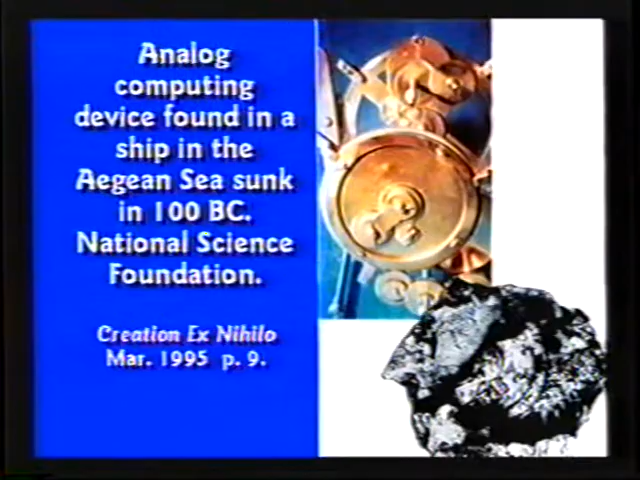 Analog
computing
device found in a
ship in the
Aegean Sea sunk
in 100 BC.
National Science
Foundation.
Creation Ex Nihilo
Mar. 1995 p. 9.